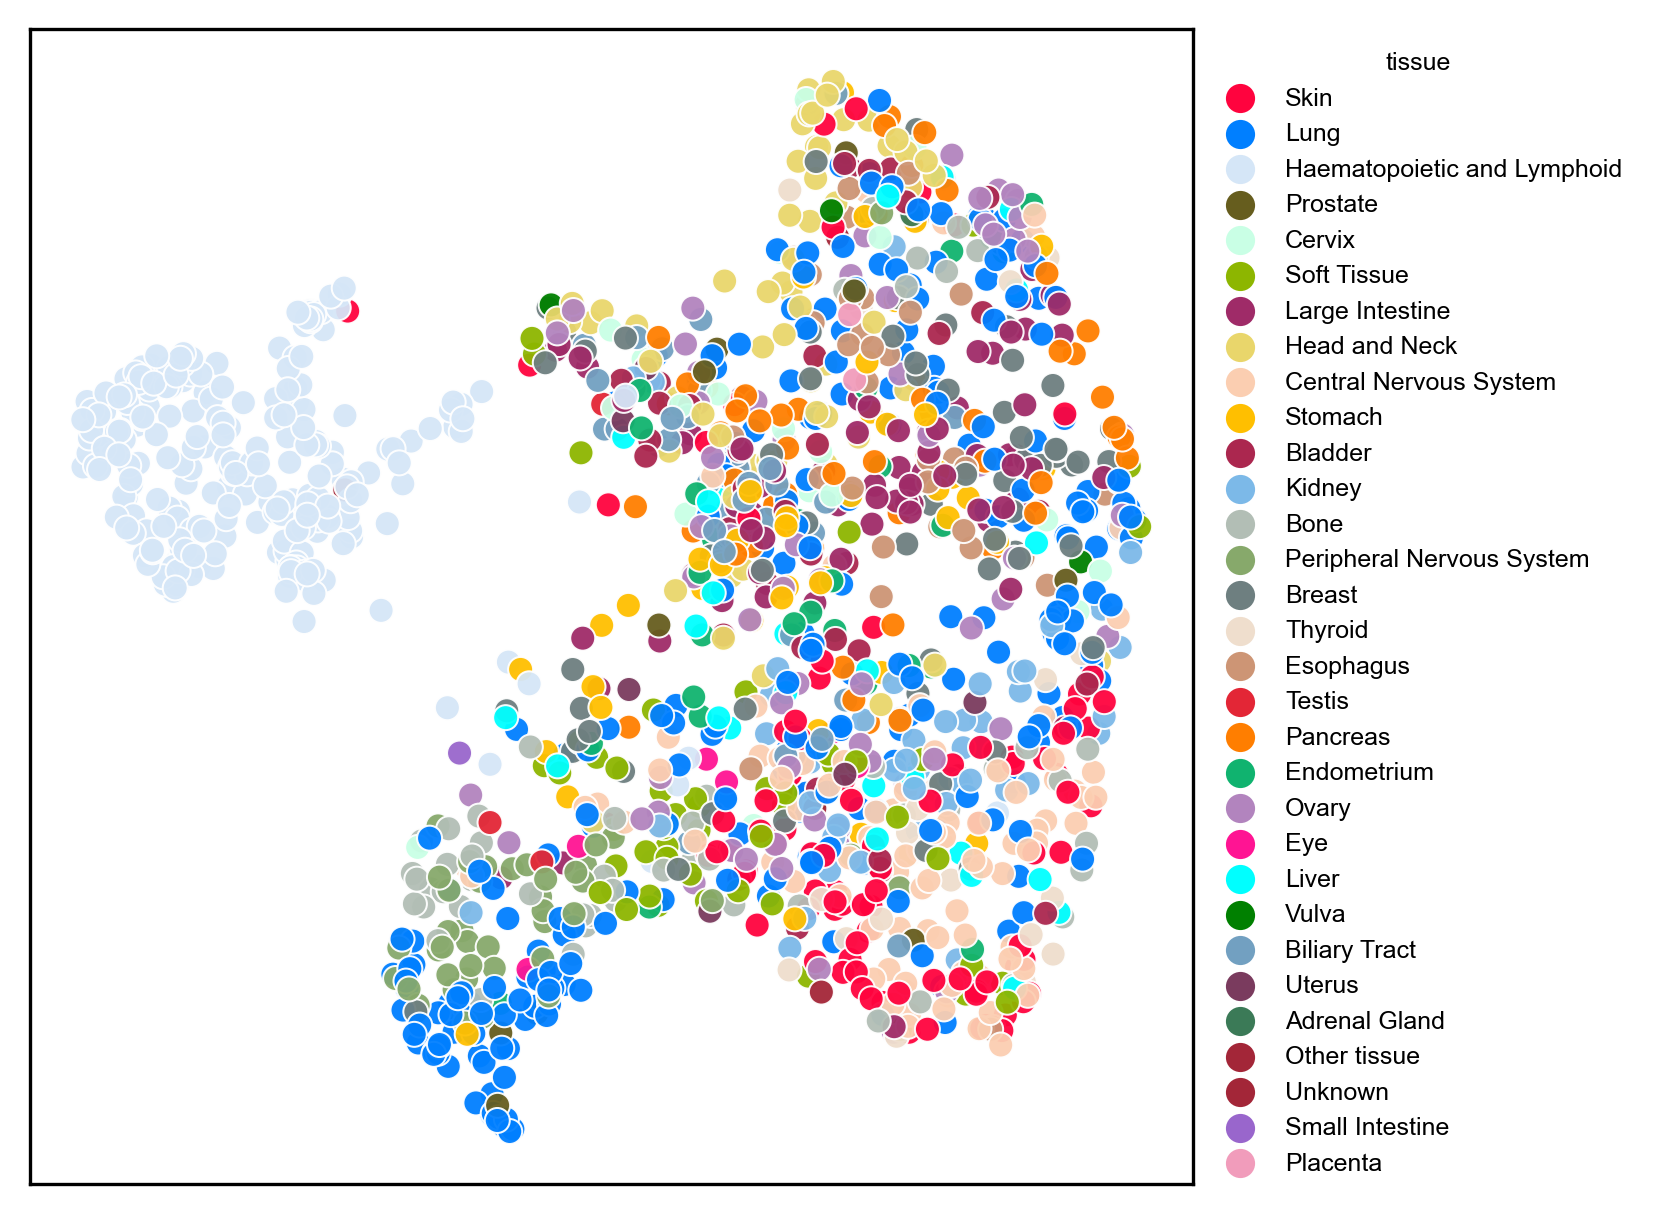 tissue
Skin
Lung
Haematopoietic and Lymphoid
Prostate
Cervix
Soft Tissue
Large Intestine
Head and Neck
Central Nervous System
Stomach
Bladder
Kidney
Bone
Peripheral Nervous System
Breast
Thyroid
Esophagus
Testis
Pancreas
Endometrium
Ovary
Eye
Liver
Vulva
Biliary Tract
Uterus
Adrenal Gland
Other tissue
Unknown
Small Intestine
Placenta